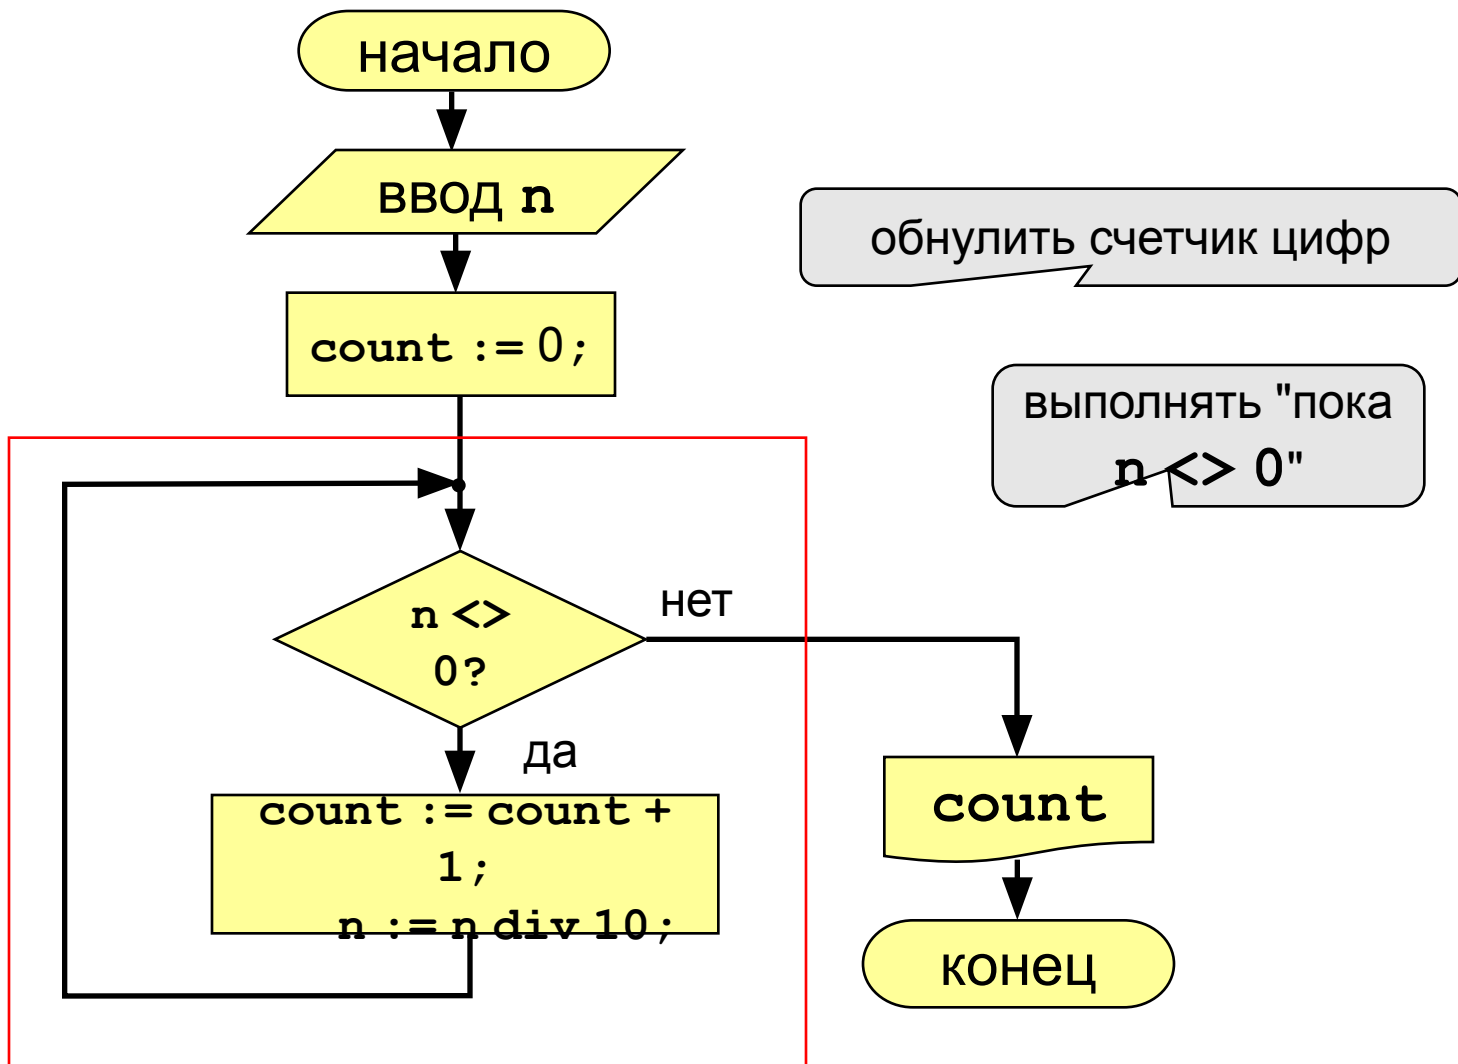 начало
ввод n
обнулить счетчик цифр
count := 0;
выполнять "пока
n <> 0"
n <>
0?
нет
да
count := count +
1;
n := n div 10;
count
конец